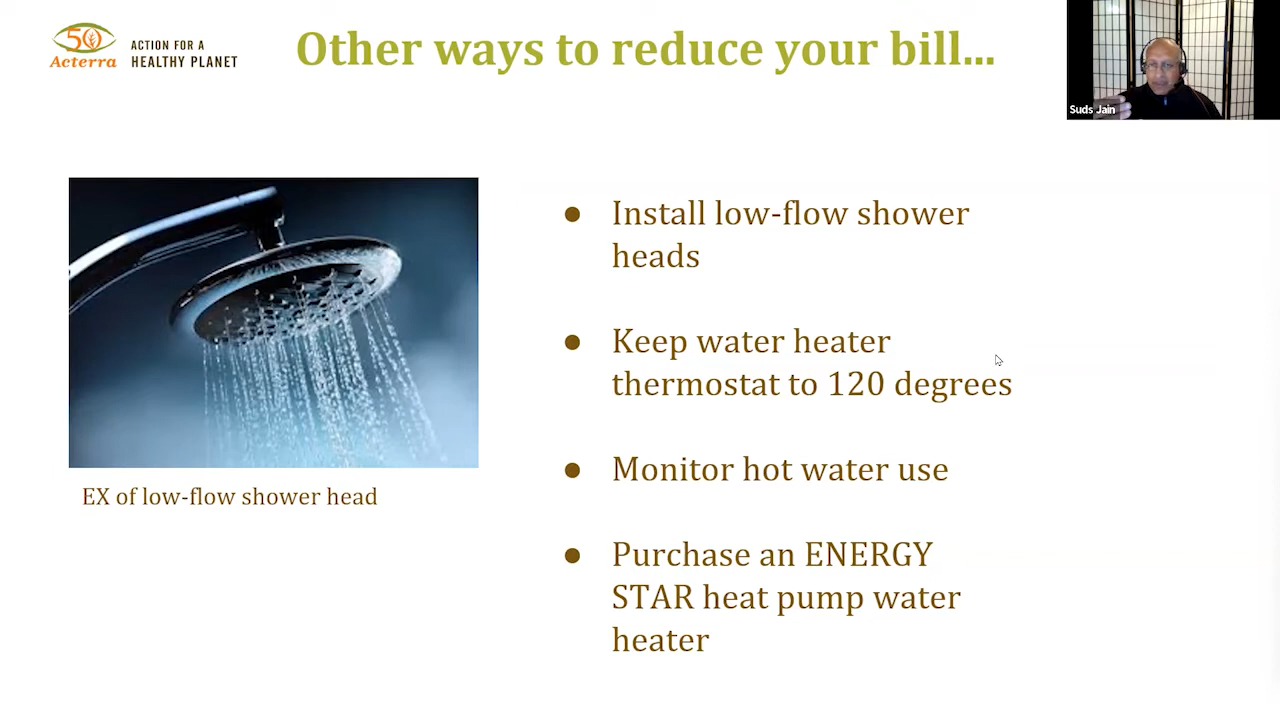 50
Acterra
ACTION FOR A
HEALTHY PLANET
Other ways to reduce your bill...
Suds Jain
● Install low-flow shower
heads
● Keep water heater
thermostat to 120 degrees
● Monitor hot water use
● Purchase an ENERGY
STAR heat pump water
heater
EX of low-flow shower head